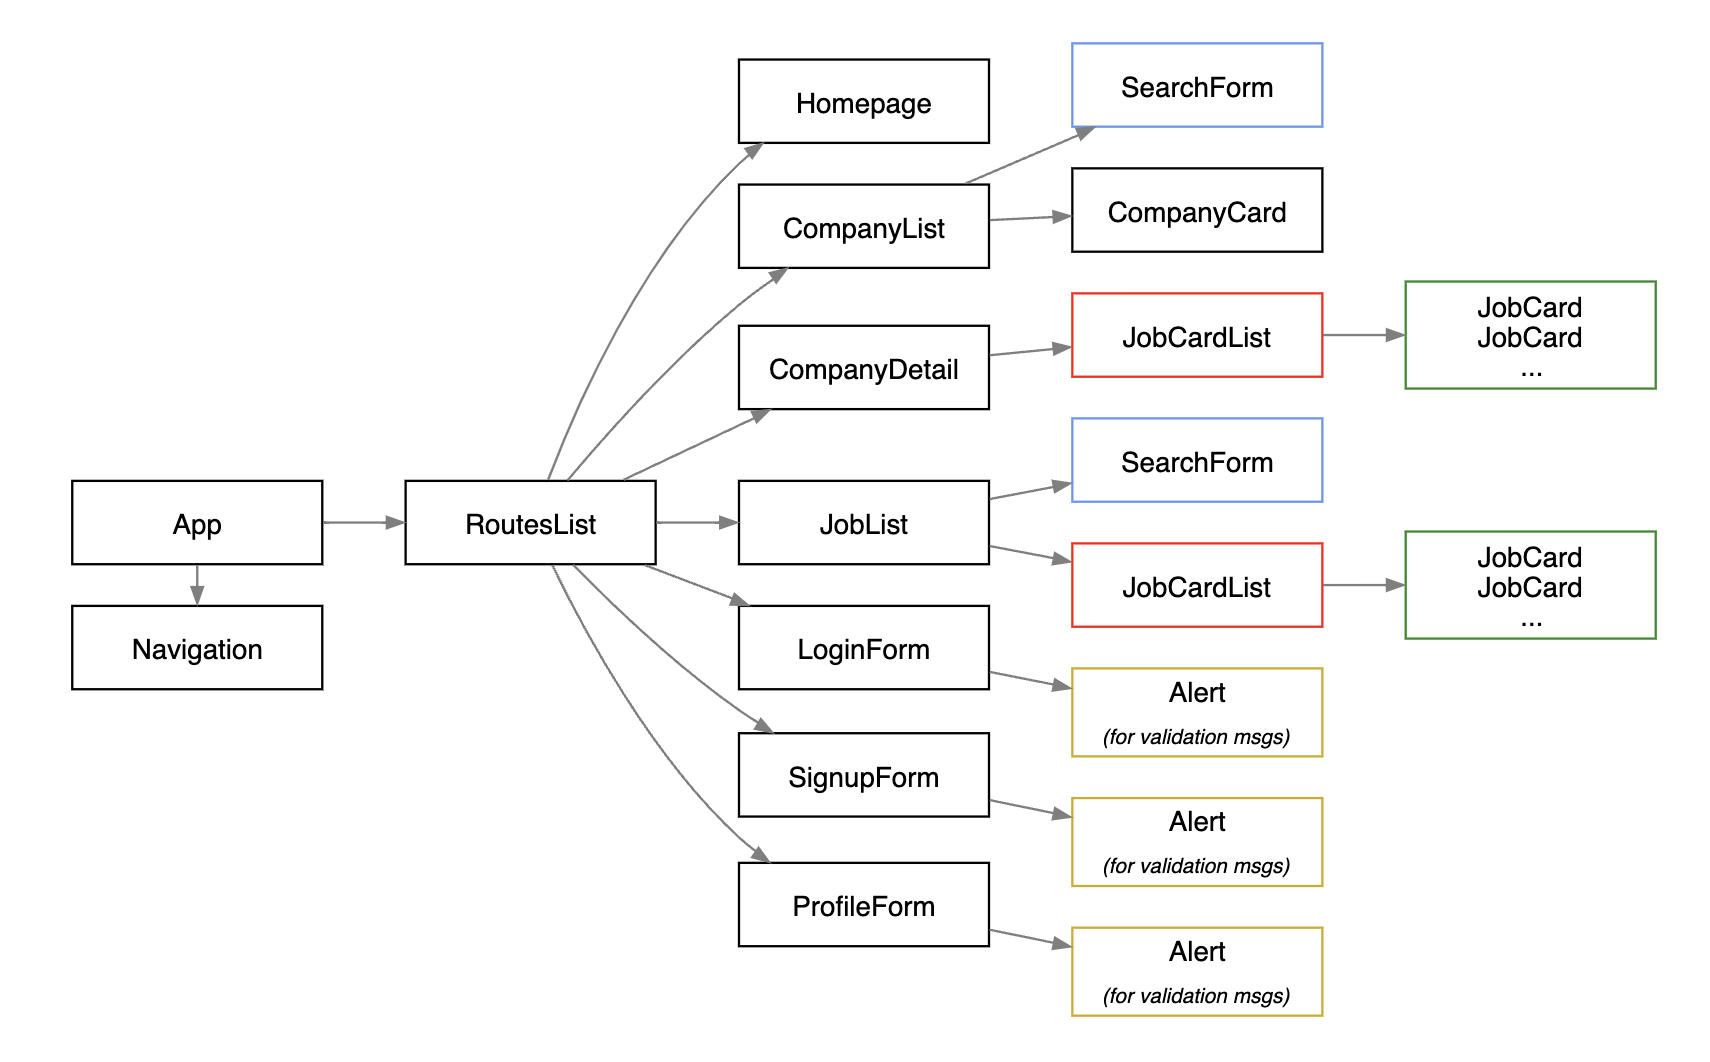 App
Navigation
RoutesList
Homepage
CompanyList
CompanyDetail
JobList
LoginForm
SignupForm
ProfileForm
SearchForm
CompanyCard
JobCardList
SearchForm
JobCardList
Alert
(for validation msgs)
Alert
(for validation msgs)
Alert
(for validation msgs)
JobCard
JobCard
...
JobCard
JobCard
...